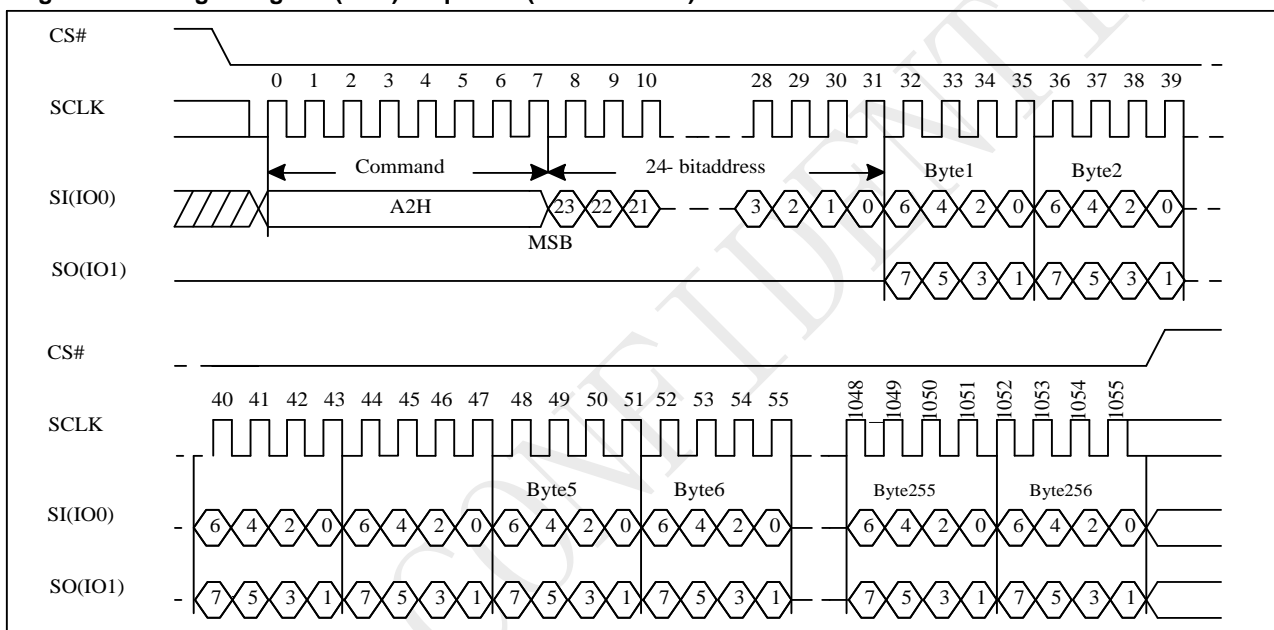 CS#
0 1 2 3 4 5 6 7 8 9 10 28 29 30 31 32 33 34 35 36 37 38 39
SCLK
Command 24- bitaddress Byte1 Byte2
SI(IO0) A2H 23 22 21 3 2 1 0 6 4 2 0 6 4 2 0
MSB
SO(IO1) 7 5 3 1 7 5 3 1
CS#
40 41 42 43 44 45 46 47 48 49 50 51 52 53 54 55 1048 1049 1050 1051 1052 1053 1054 1055
SCLK
Byte5 Byte6 Byte255 Byte256
SI(IO0) 6 4 2 0 6 4 2 0 6 4 2 0 6 4 2 0 6 4 2 0 6 4 2 0
SO(IO1) 7 5 3 1 7 5 3 1 7 5 3 1 7 5 3 1 7 5 3 1 7 5 3 1